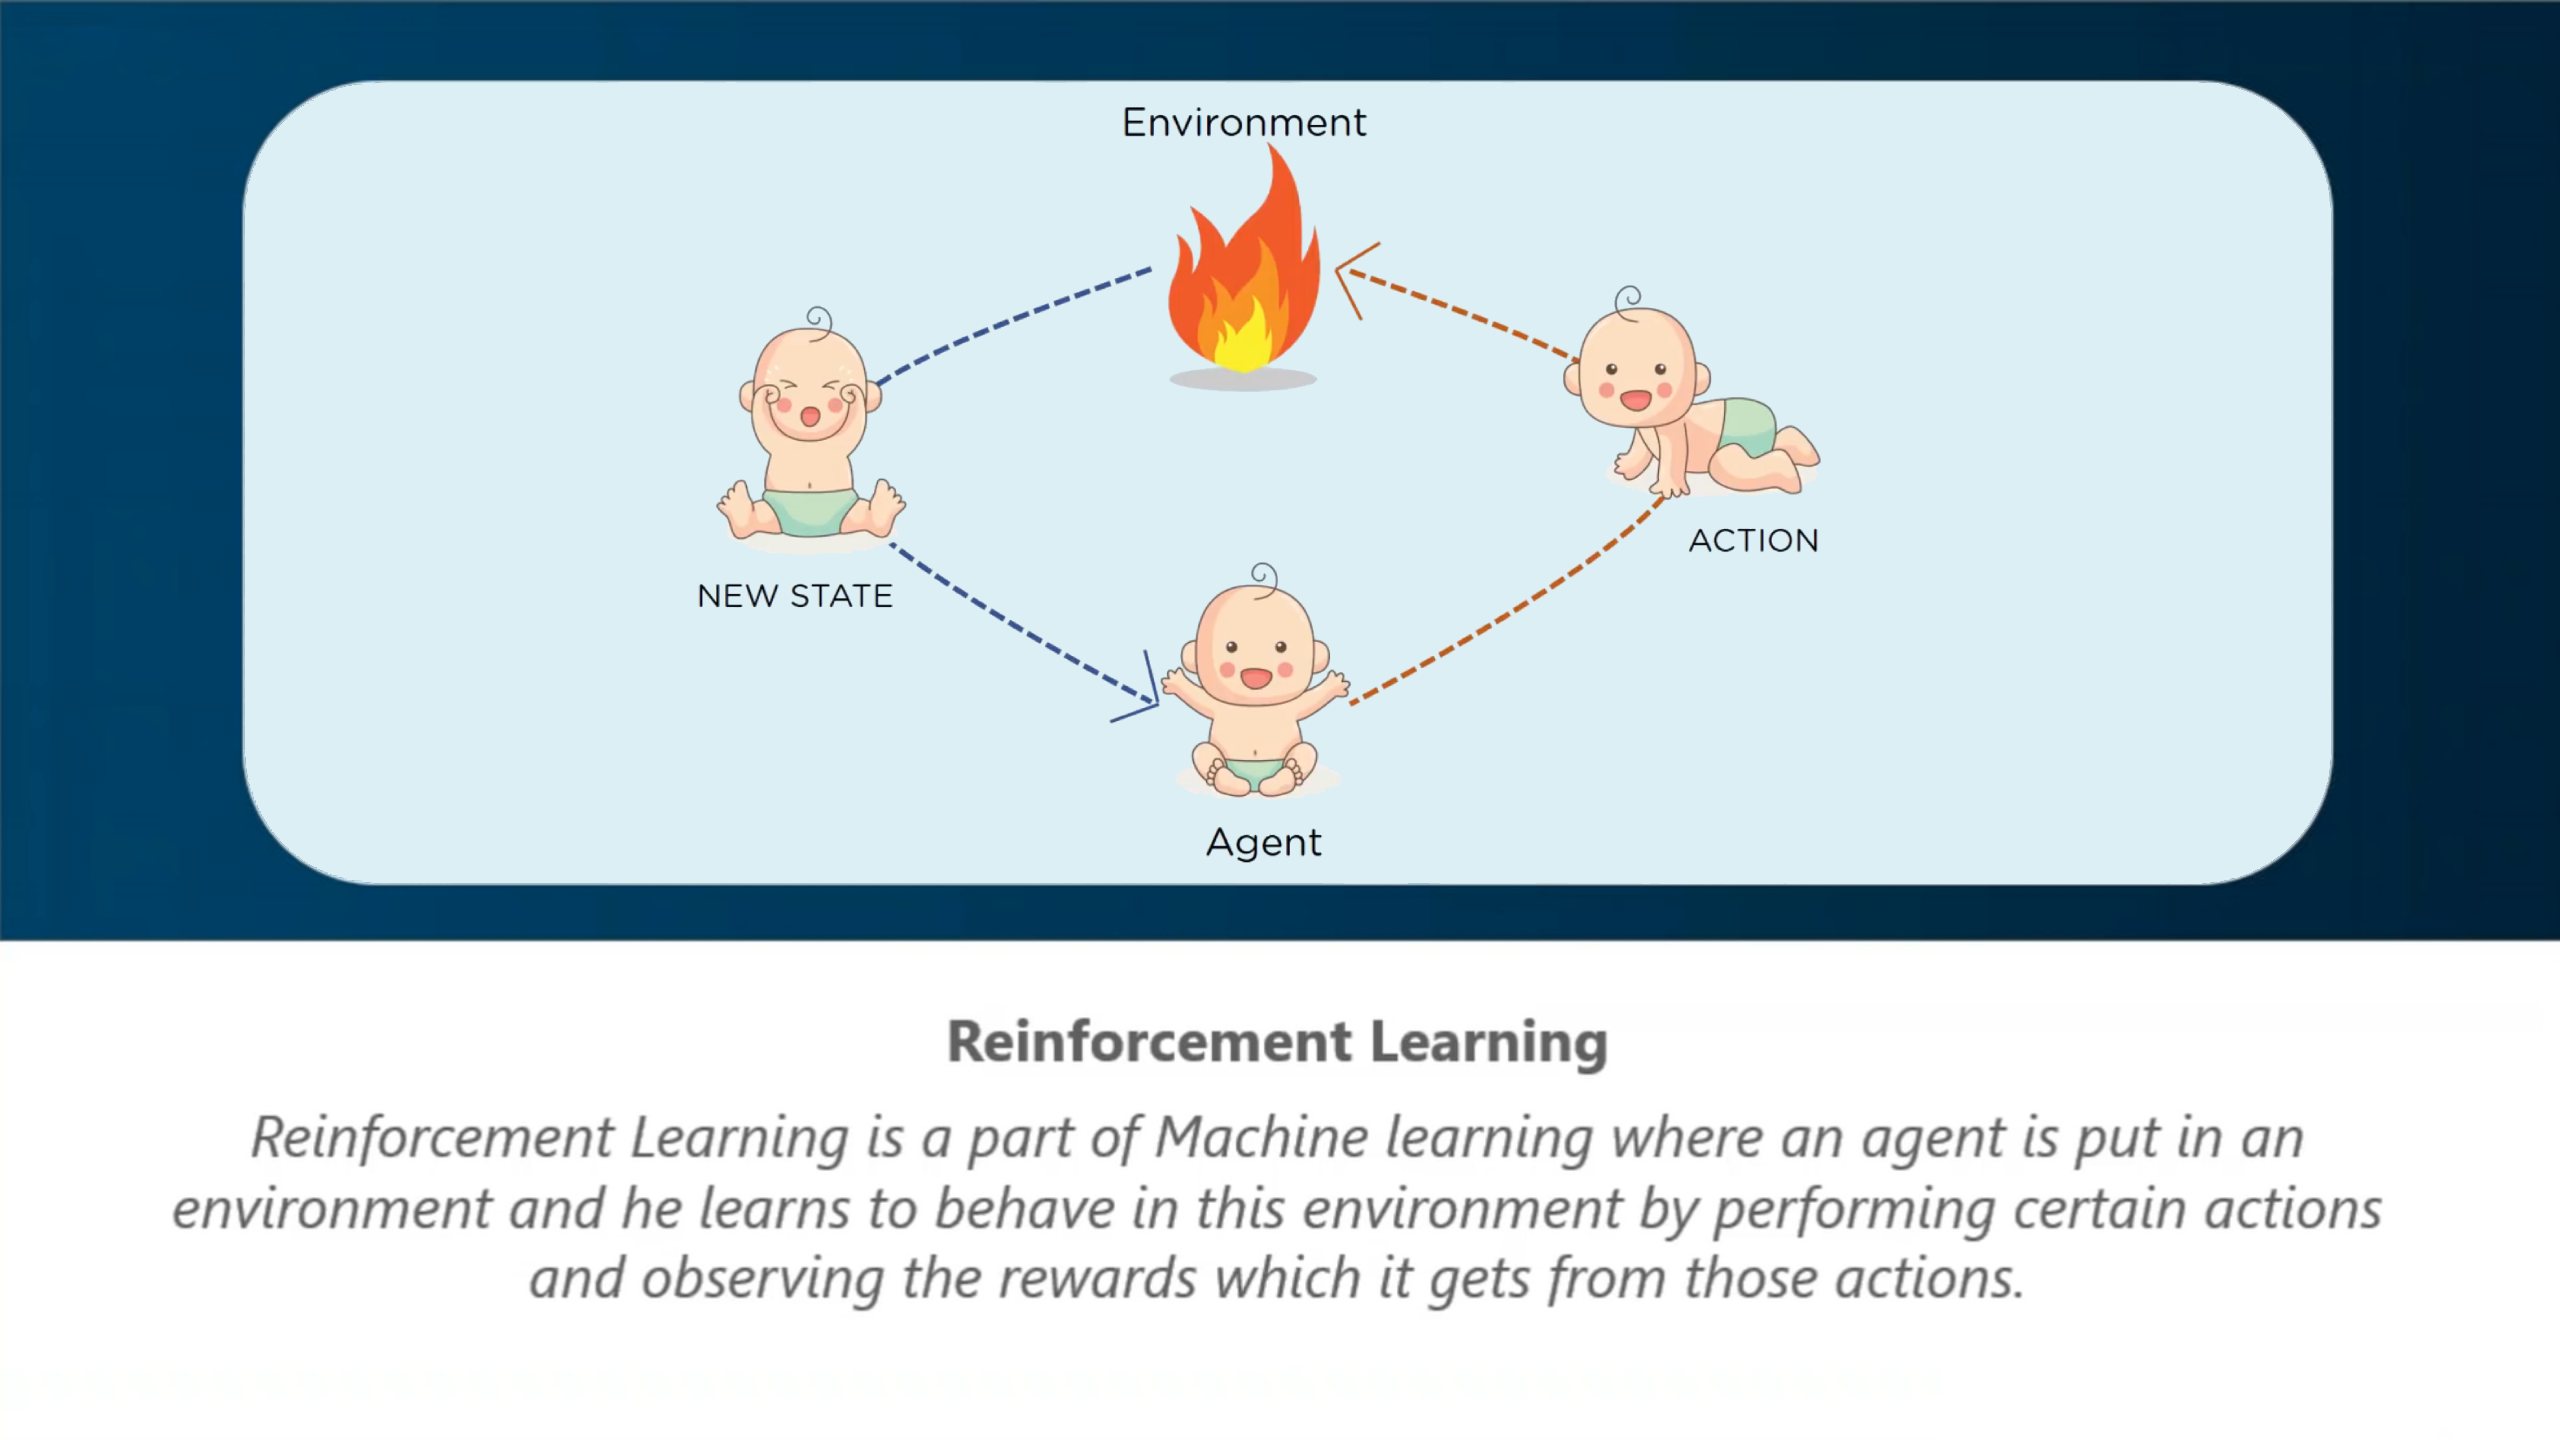 Environment
ACTION
NEW STATE
Agent
Reinforcement Learning
Reinforcement Learning is a part of Machine learning where an agent is put in an
environment and he learns to behave in this environment by performing certain actions
and observing the rewards which it gets from those actions.